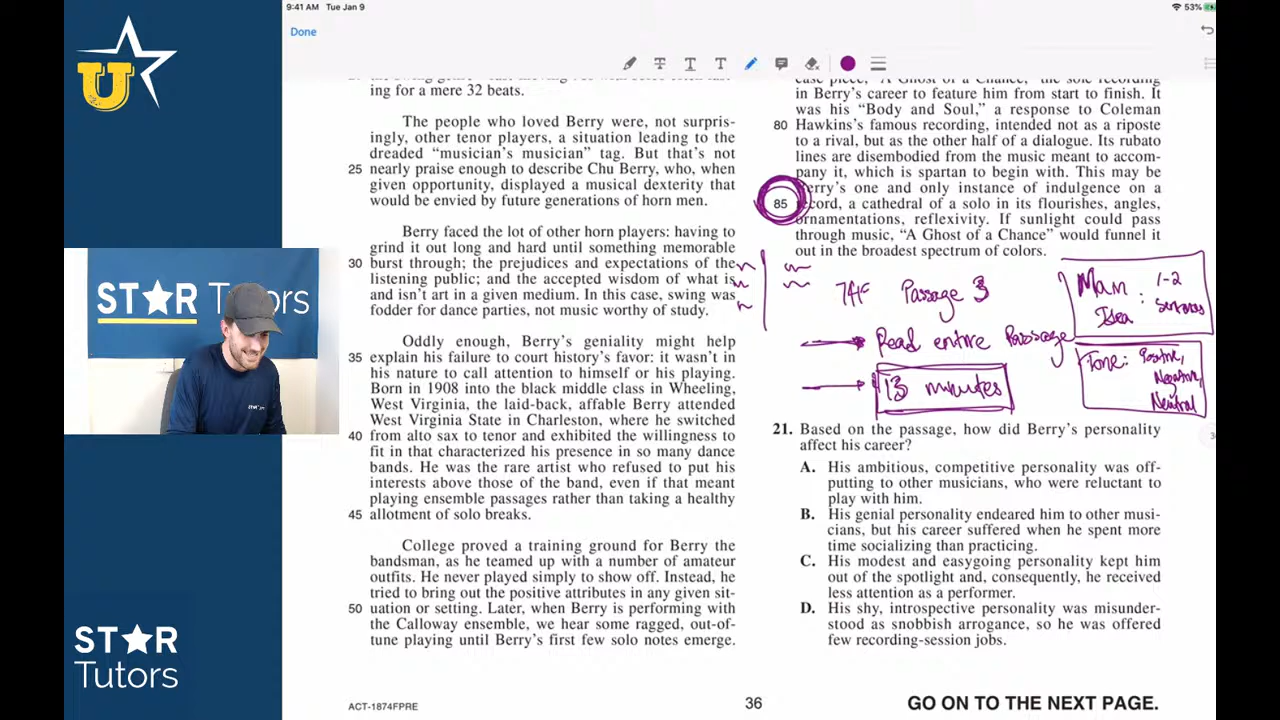 9:41 AM Tue Jan 9
53%
Done
ing for a mere 32 beats.
The people who loved Berry were, not surpris-
ingly, other tenor players, a situation leading to the
dreaded “musician’s musician” tag. But that’s not
25 nearly praise enough to describe Chu Berry, who, when
given opportunity, displayed a musical dexterity that
would be envied by future generations of horn men.
Berry faced the lot of other horn players: having to
grind it out long and hard until something memorable
30 burst through; the prejudices and expectations of the
listening public; and the accepted wisdom of what is
and isn’t art in a given medium. In this case, swing was
fodder for dance parties, not music worthy of study.
Oddly enough, Berry’s geniality might help
35 explain his failure to court history’s favor: it wasn’t in
his nature to call attention to himself or his playing.
Born in 1908 into the black middle class in Wheeling,
West Virginia, the laid-back, affable Berry attended
West Virginia State in Charleston, where he switched
40 from alto sax to tenor and exhibited the willingness to
fit in that characterized his presence in so many dance
bands. He was the rare artist who refused to put his
interests above those of the band, even if that meant
playing ensemble passages rather than taking a healthy
45 allotment of solo breaks.
College proved a training ground for Berry the
bandsman, as he teamed up with a number of amateur
outfits. He never played simply to show off. Instead, he
tried to bring out the positive attributes in any given sit-
50 uation or setting. Later, when Berry is performing with
the Calloway ensemble, we hear some ragged, out-of-
tune playing until Berry’s first few solo notes emerge.
case piece, “A Ghost of a Chance,” the sole recording
in Berry’s career to feature him from start to finish. It
was his “Body and Soul,” a response to Coleman
80 Hawkins’s famous recording, intended not as a riposte
to a rival, but as the other half of a dialogue. Its rubato
lines are disembodied from the music meant to accom-
pany it, which is spartan to begin with. This may be
Berry’s one and only instance of indulgence on a
85 record, a cathedral of a solo in its flourishes, angles,
ornamentations, reflexivity. If sunlight could pass
through music, “A Ghost of a Chance” would funnel it
out in the broadest spectrum of colors.
74F Passage 3
Read entire Passage
13 minutes
Main Idea : 1-2 sentences
Tone: Positive,
Negative,
Neutral
21. Based on the passage, how did Berry’s personality
affect his career?
A. His ambitious, competitive personality was off-
putting to other musicians, who were reluctant to
play with him.
B. His genial personality endeared him to other musi-
cians, but his career suffered when he spent more
time socializing than practicing.
C. His modest and easygoing personality kept him
out of the spotlight and, consequently, he received
less attention as a performer.
D. His shy, introspective personality was misunder-
stood as snobbish arrogance, so he was offered
few recording-session jobs.
ACT-1874FPRE
36
GO ON TO THE NEXT PAGE.
U
STAR
Tutors
STAR
Tutors